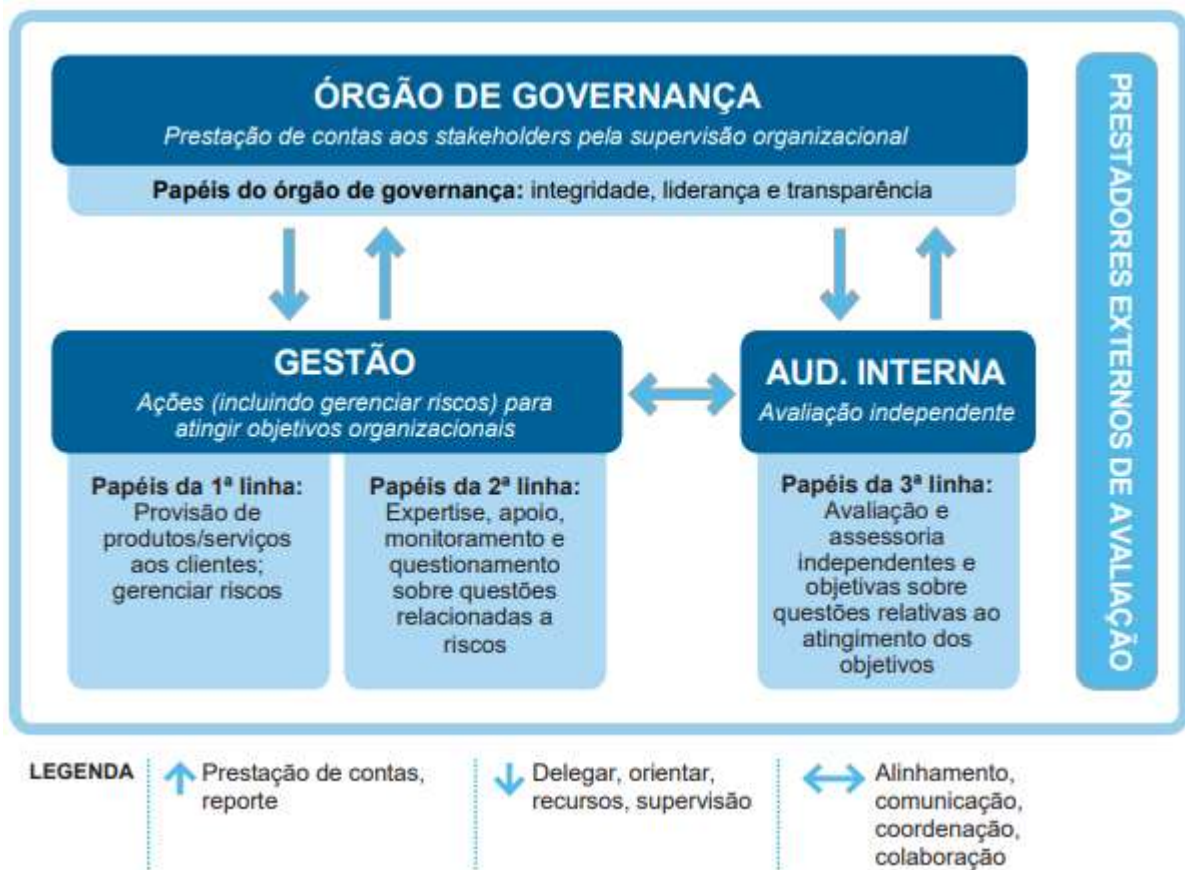 ÓRGÃO DE GOVERNANÇA
Prestação de contas aos stakeholders pela supervisão organizacional
Papéis do órgão de governança: integridade, liderança e transparência
GESTÃO
Ações (incluindo gerenciar riscos) para
atingir objetivos organizacionais
Papéis da 1ª linha:
Provisão de
produtos/serviços
aos clientes;
gerenciar riscos
Papéis da 2ª linha:
Expertise, apoio,
monitoramento e
questionamento
sobre questões
relacionadas a
riscos
AUD. INTERNA
Avaliação independente
Papéis da 3ª linha:
Avaliação e
assessoria
independentes e
objetivas sobre
questões relativas ao
atingimento dos
objetivos
PRESTADORES EXTERNOS DE AVALIAÇÃO
LEGENDA
Prestação de contas,
reporte
Delegar, orientar,
recursos, supervisão
Alinhamento,
comunicação,
coordenação,
colaboração